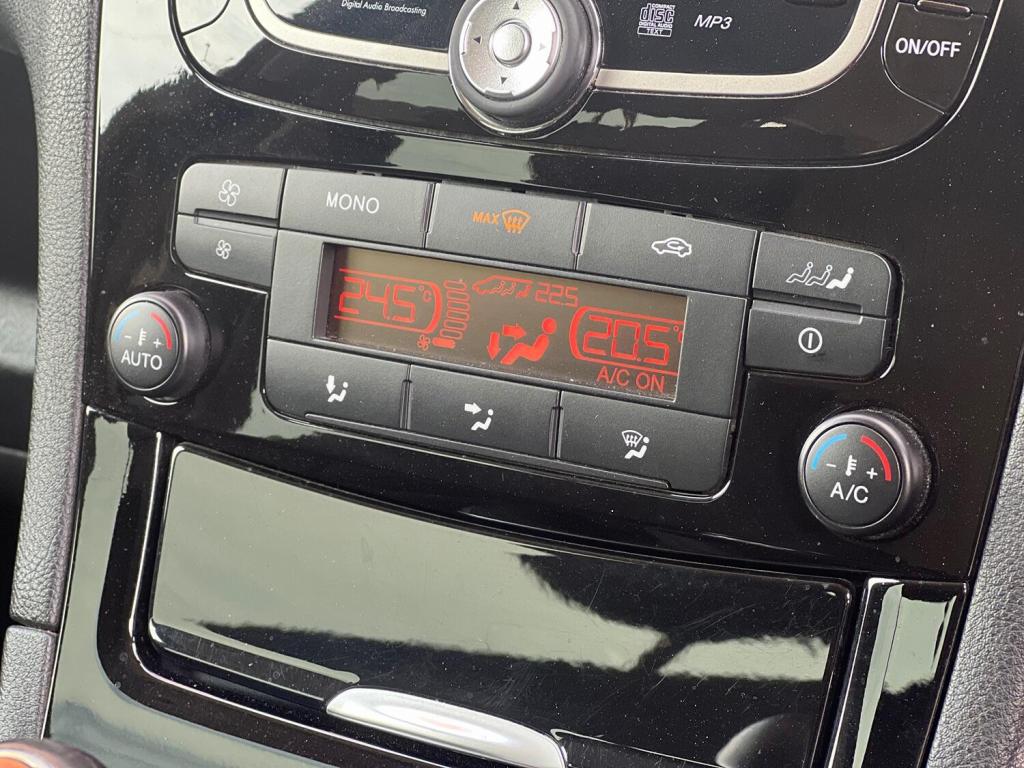 Digital Audio Broadcasting
COMPACT
disc
DIGITAL AUDIO
TEXT
MP3
ON/OFF
MONO
MAX
24.5°C
22.5
20.5°
A/C ON
- +
AUTO
- +
A/C